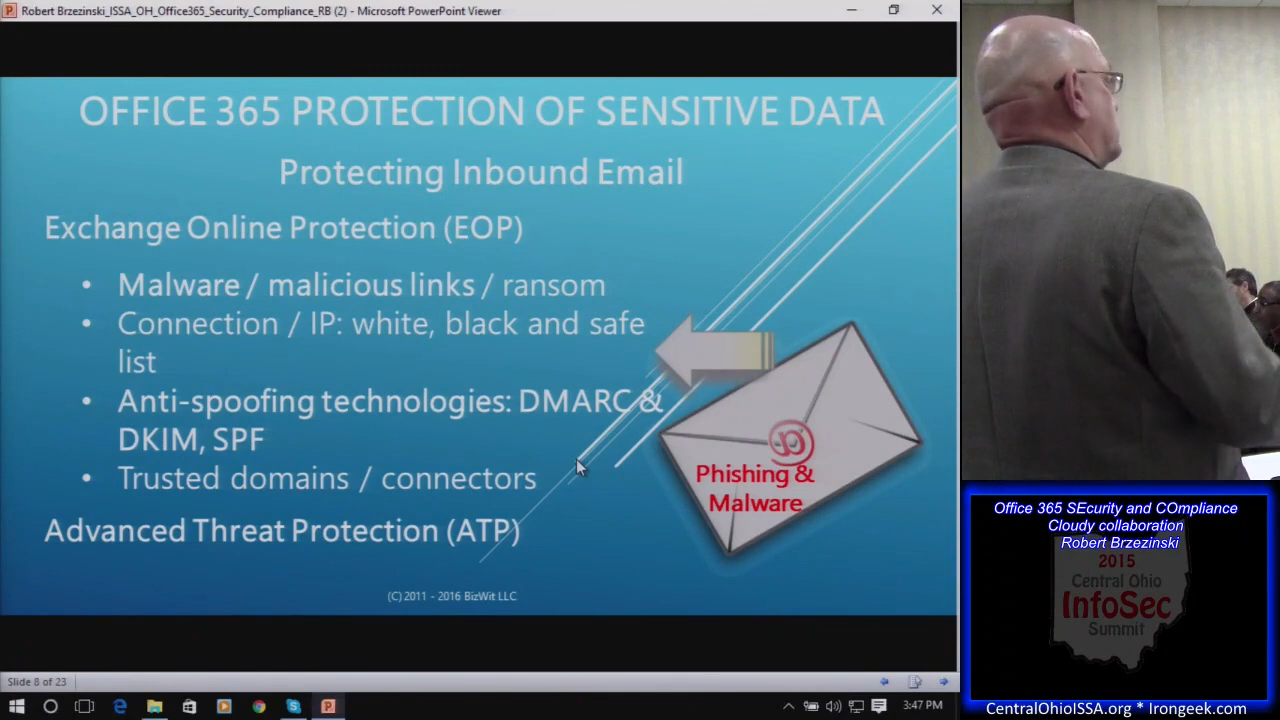 Robert Brzezinski_ISSA_OH_Office365_Security_Compliance_RB (2) - Microsoft PowerPoint Viewer
OFFICE 365 PROTECTION OF SENSITIVE DATA
Protecting Inbound Email
Exchange Online Protection (EOP)
• Malware / malicious links / ransom
• Connection / IP: white, black and safe
list
• Anti-spoofing technologies: DMARC &
DKIM, SPF
• Trusted domains / connectors
Advanced Threat Protection (ATP)
@
Phishing &
Malware
(C) 2011 - 2016 BizWit LLC
Slide 8 of 23
3:47 PM
Office 365 SEcurity and COmpliance
Cloudy collaboration
Robert Brzezinski
2015
Central Ohio
InfoSec
Summit
CentralOhioISSA.org * Irongeek.com